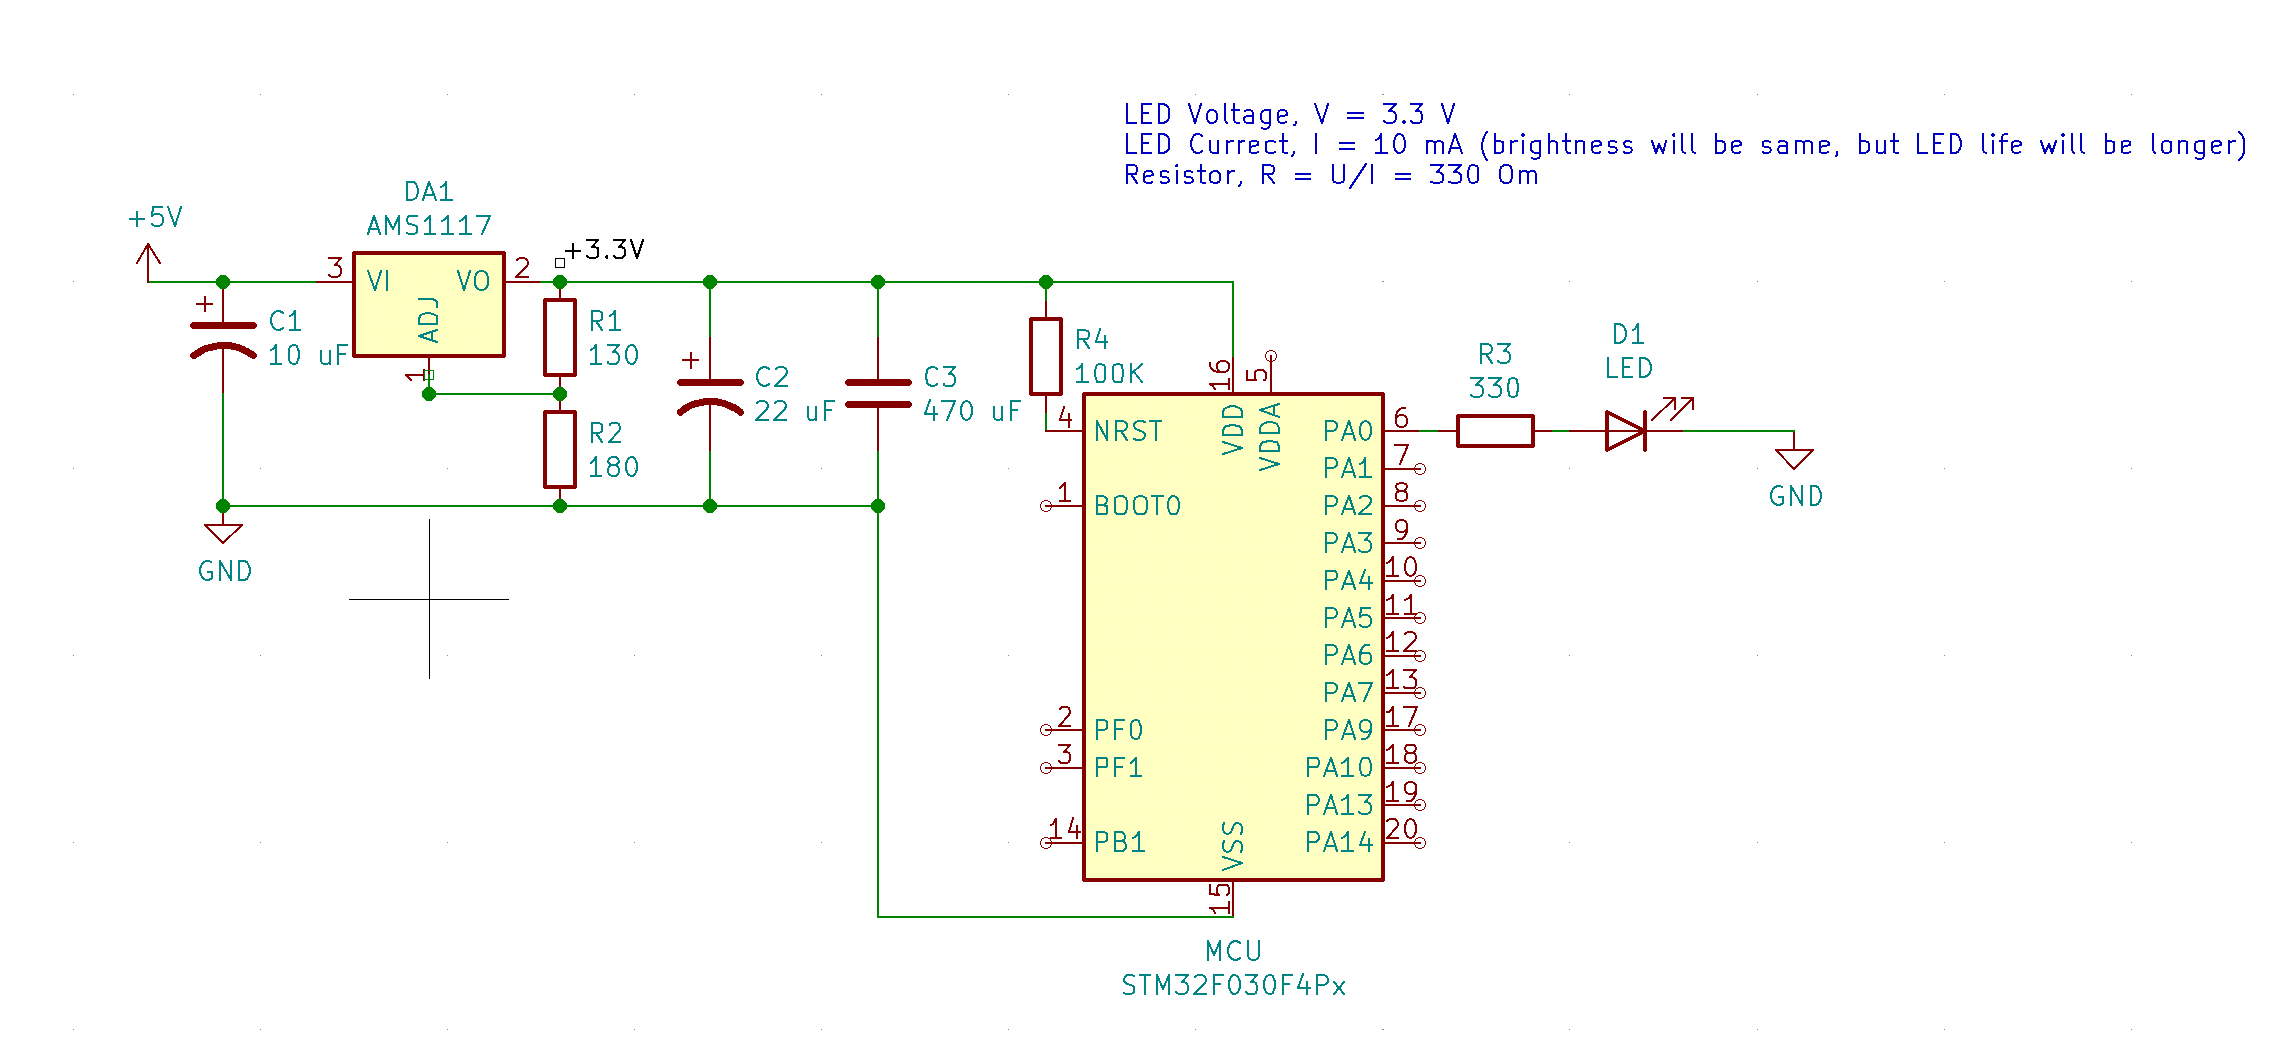 LED Voltage, V = 3.3 V
LED Currect, I = 10 mA (brightness will be same, but LED life will be longer)
Resistor, R = U/I = 330 Om
+5V
DA1
AMS1117
3
VI
VO
2
ADJ
1
+3.3V
C1
10 uF
R1
130
R2
180
C2
22 uF
C3
470 uF
R4
100K
GND
16
5
VDD
VDDA
4
NRST
1
BOOT0
2
PF0
3
PF1
14
PB1
PA0
6
PA1
7
PA2
8
PA3
9
PA4
10
PA5
11
PA6
12
PA7
13
PA9
17
PA10
18
PA13
19
PA14
20
VSS
15
MCU
STM32F030F4Px
R3
330
D1
LED
GND